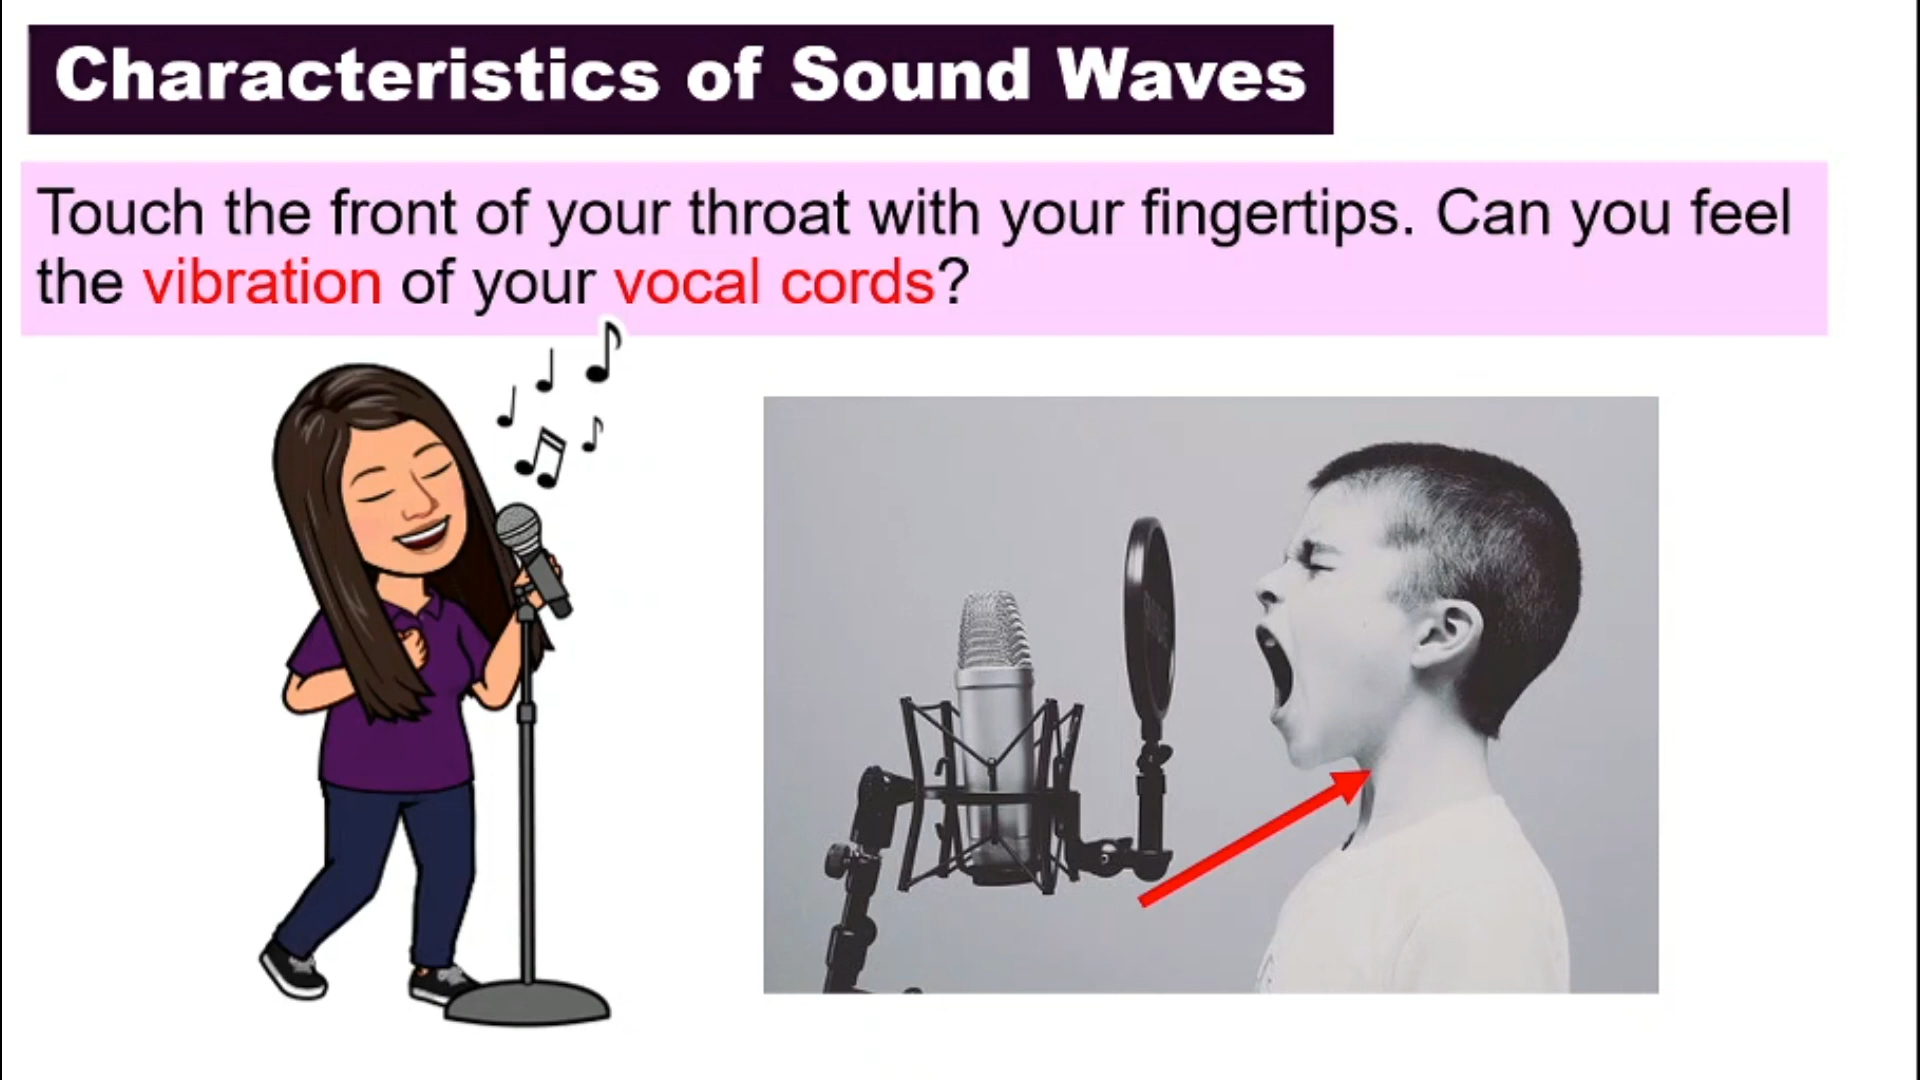 Characteristics of Sound Waves
Touch the front of your throat with your fingertips. Can you feel
the vibration of your vocal cords?